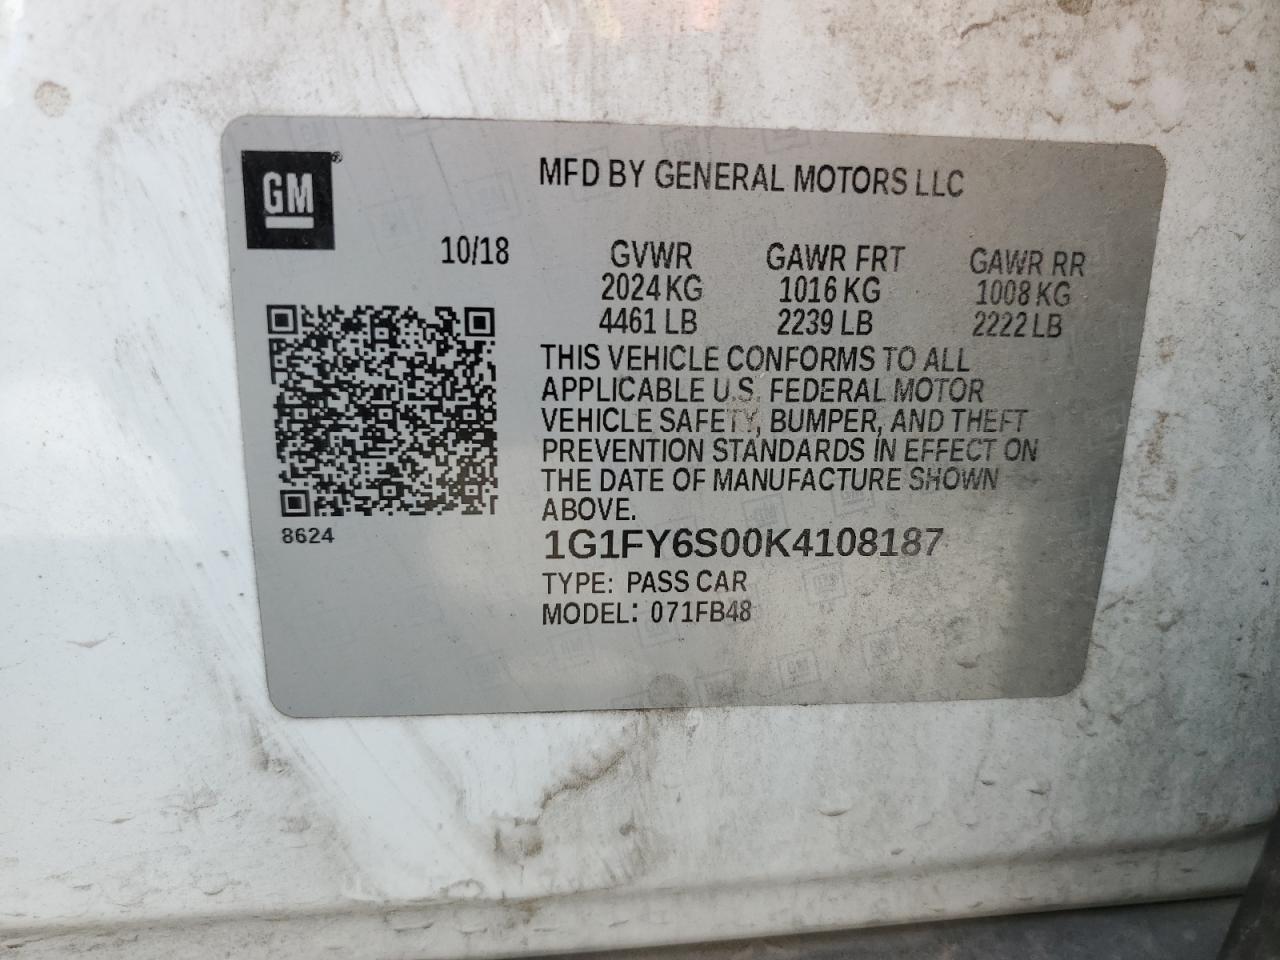 GM®
MFD BY GENERAL MOTORS LLC
10/18
GVWR GAWR FRT GAWR RR
2024 KG 1016 KG 1008 KG
4461 LB 2239 LB 2222 LB
THIS VEHICLE CONFORMS TO ALL
APPLICABLE U.S. FEDERAL MOTOR
VEHICLE SAFETY, BUMPER, AND THEFT
PREVENTION STANDARDS IN EFFECT ON
THE DATE OF MANUFACTURE SHOWN
ABOVE.
8624
1G1FY6S00K4108187
TYPE: PASS CAR
MODEL: 071FB48